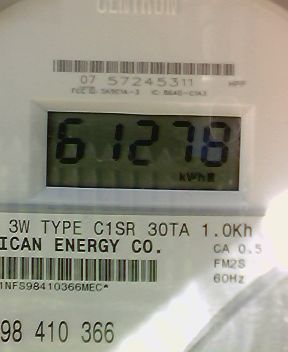 CENTRON
07 57245311
61278
kWh
3W TYPE C1SR 30TA 1.0Kh
ICAN ENERGY CO. CA 0.5
FM2S
60Hz
1NFS98410366MEC*
98 410 366